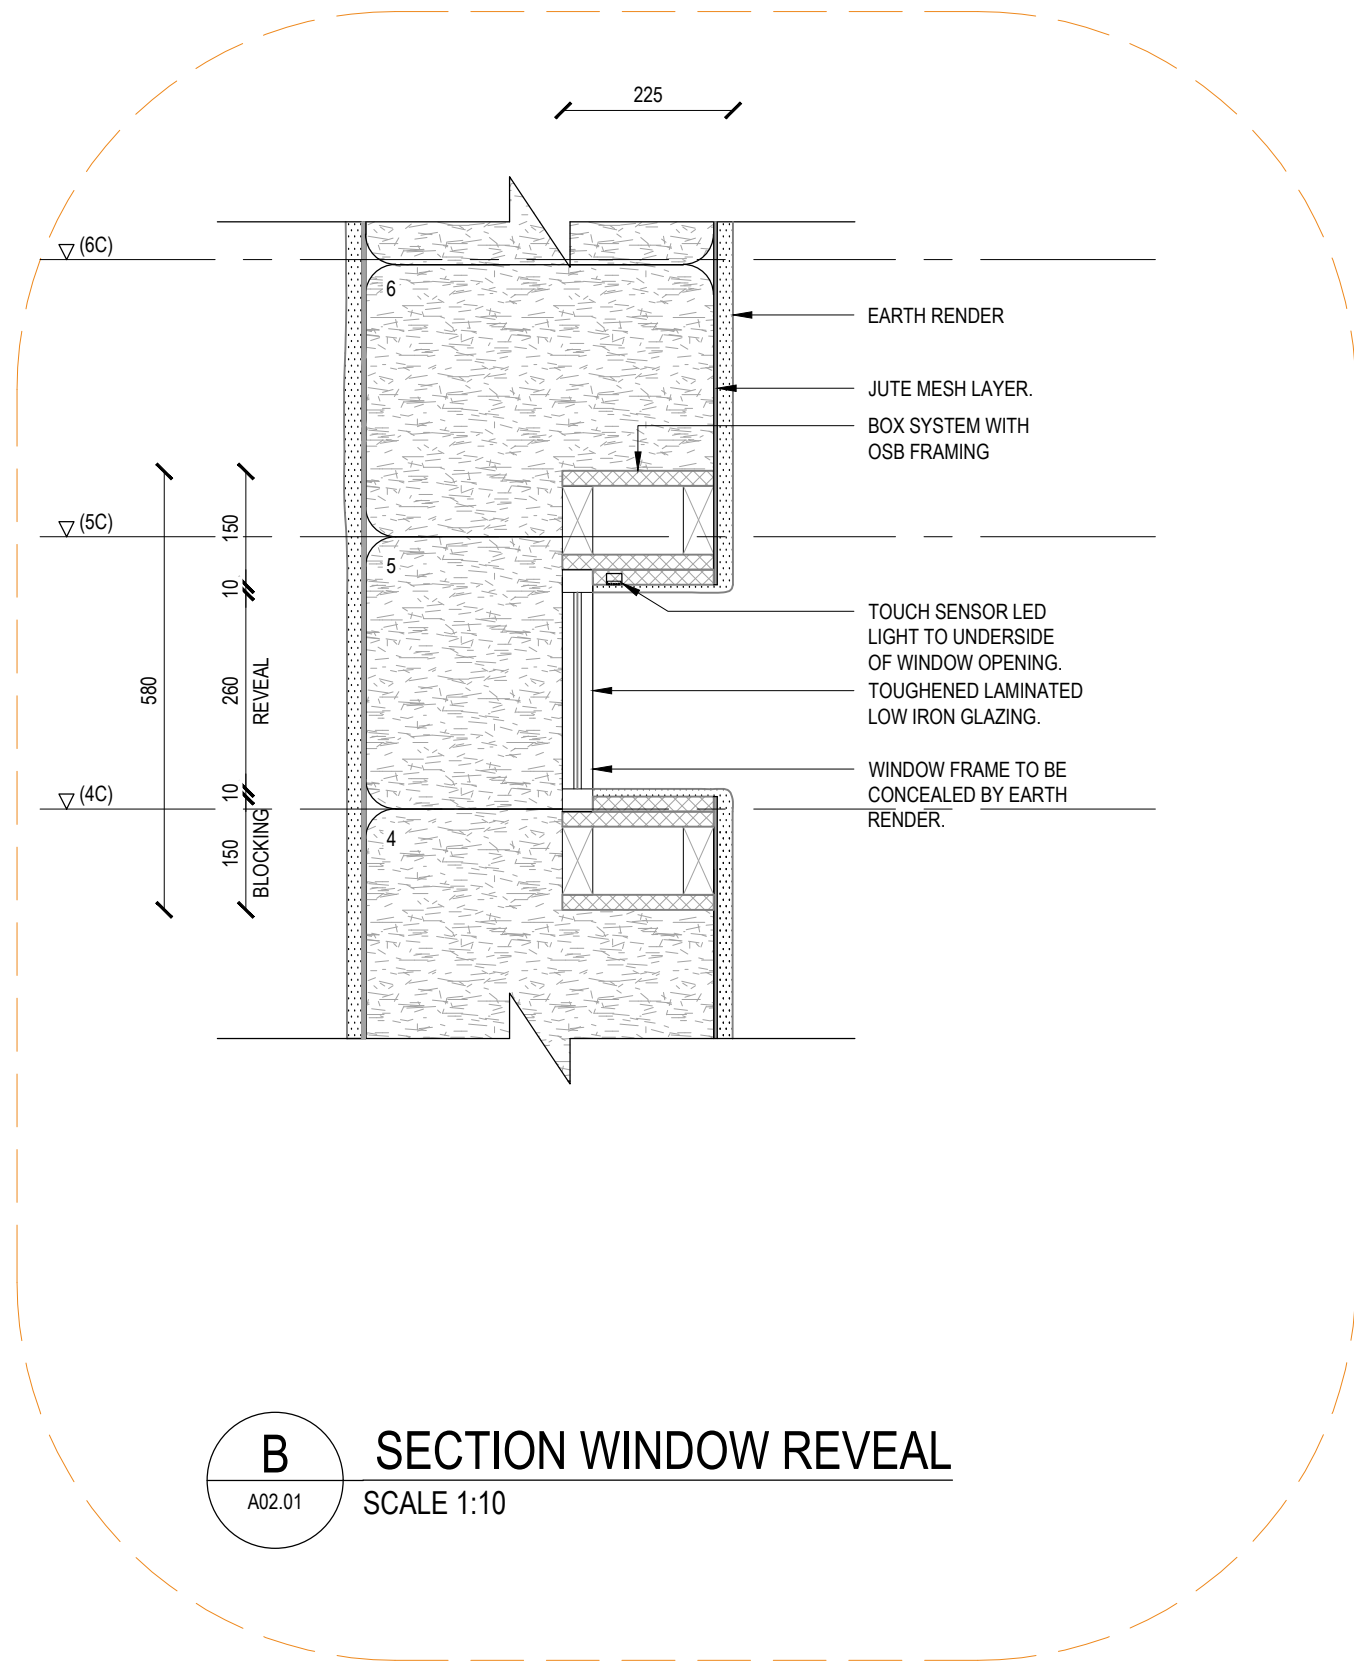 225
(6C)
6
EARTH RENDER
JUTE MESH LAYER.
BOX SYSTEM WITH
OSB FRAMING
(5C)
150
5
10
TOUCH SENSOR LED
LIGHT TO UNDERSIDE
OF WINDOW OPENING.
580
260
REVEAL
TOUGHENED LAMINATED
LOW IRON GLAZING.
WINDOW FRAME TO BE
CONCEALED BY EARTH
RENDER.
10
(4C)
4
150
BLOCKING
B
A02.01
SECTION WINDOW REVEAL
SCALE 1:10